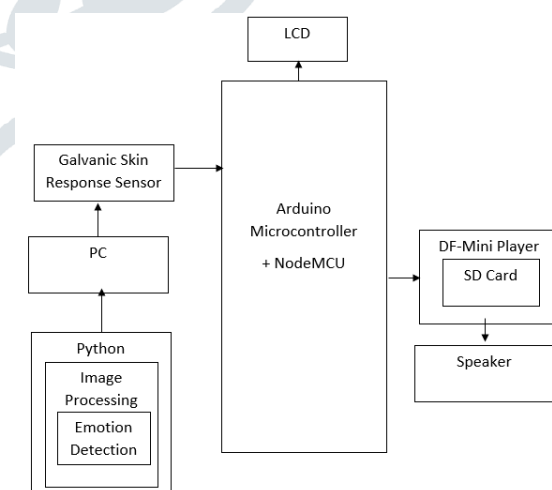 LCD
Galvanic Skin
Response Sensor
Arduino
Microcontroller
+ NodeMCU
PC
DF-Mini Player
SD Card
Speaker
Python
Image
Processing
Emotion
Detection